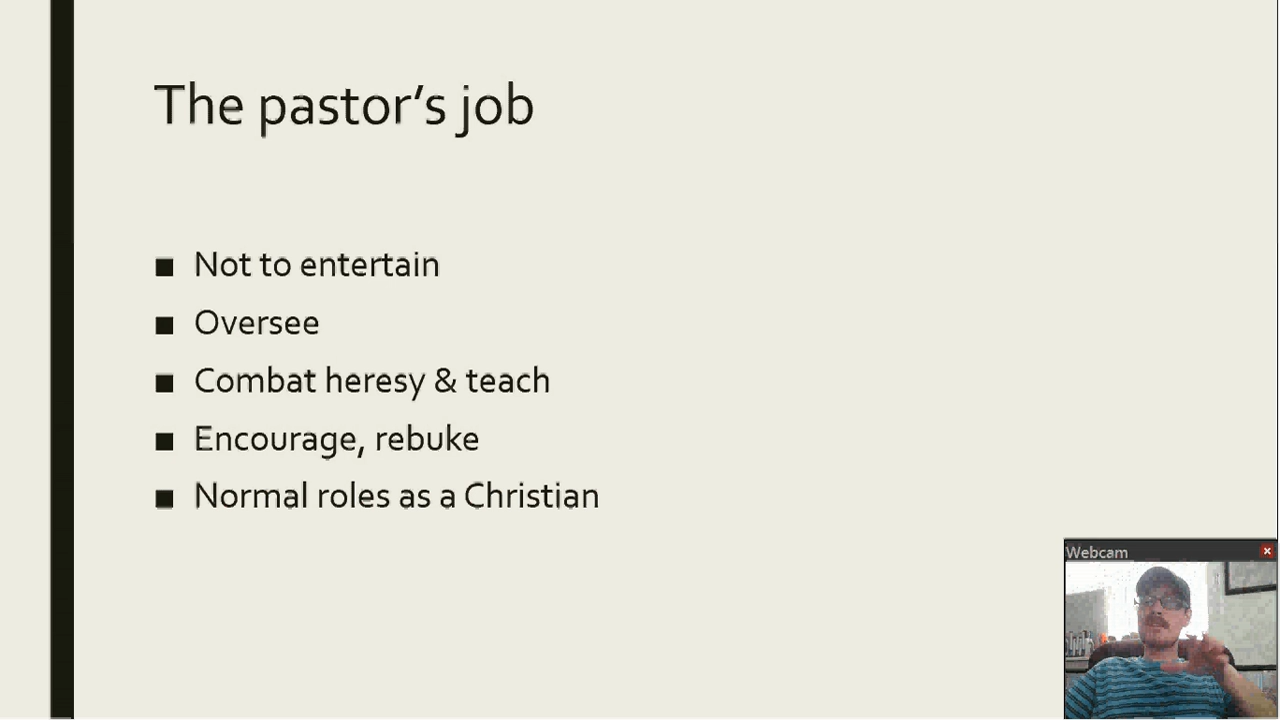 The pastor's job
Not to entertain
Oversee
Combat heresy & teach
Encourage, rebuke
Normal roles as a Christian
Webcam